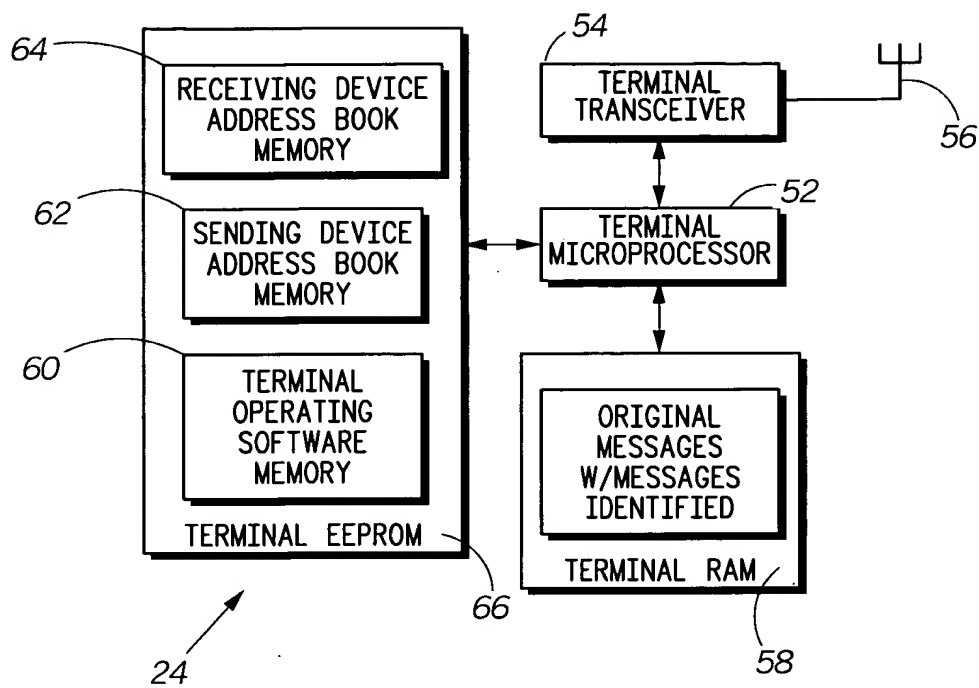 64
RECEIVING DEVICE
ADDRESS BOOK
MEMORY
62
SENDING DEVICE
ADDRESS BOOK
MEMORY
60
TERMINAL
OPERATING
SOFTWARE
MEMORY
TERMINAL EEPROM
66
24
54
TERMINAL
TRANSCEIVER
56
52
TERMINAL
MICROPROCESSOR
ORIGINAL
MESSAGES
W/MESSAGES
IDENTIFIED
TERMINAL RAM
58